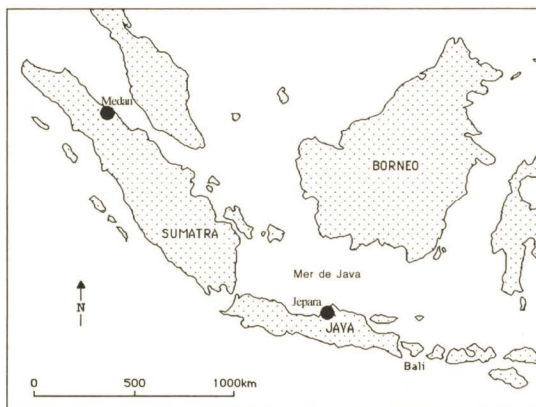 Medan
BORNEO
SUMATRA
Mer de Java
Jepara
N
JAVA
Bali
0 500 1000km